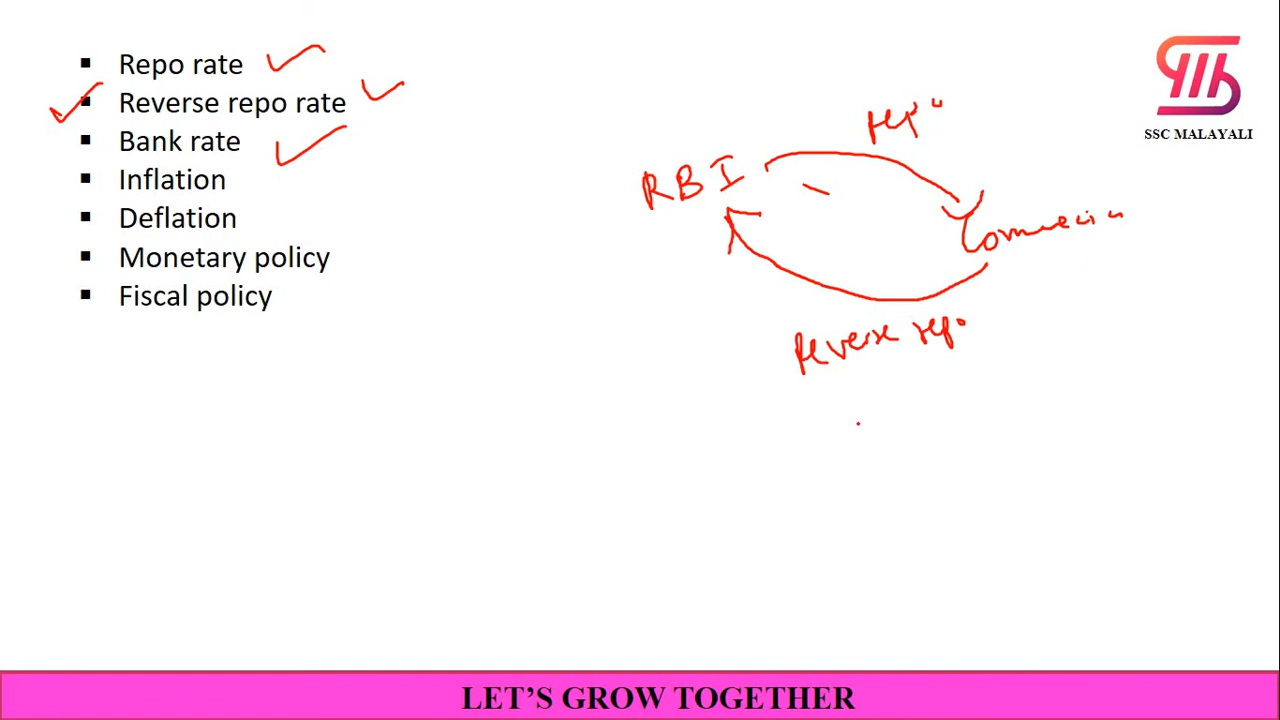 Repo rate
Reverse repo rate
Bank rate
Inflation
Deflation
Monetary policy
Fiscal policy
SSC MALAYALI
repo
RBI
Reverse repo
LET'S GROW TOGETHER